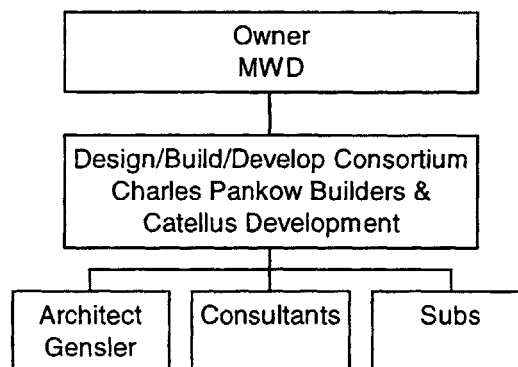 Owner
MWD
Design/Build/Develop Consortium
Charles Pankow Builders &
Catellus Development
Architect
Gensler
Consultants
Subs